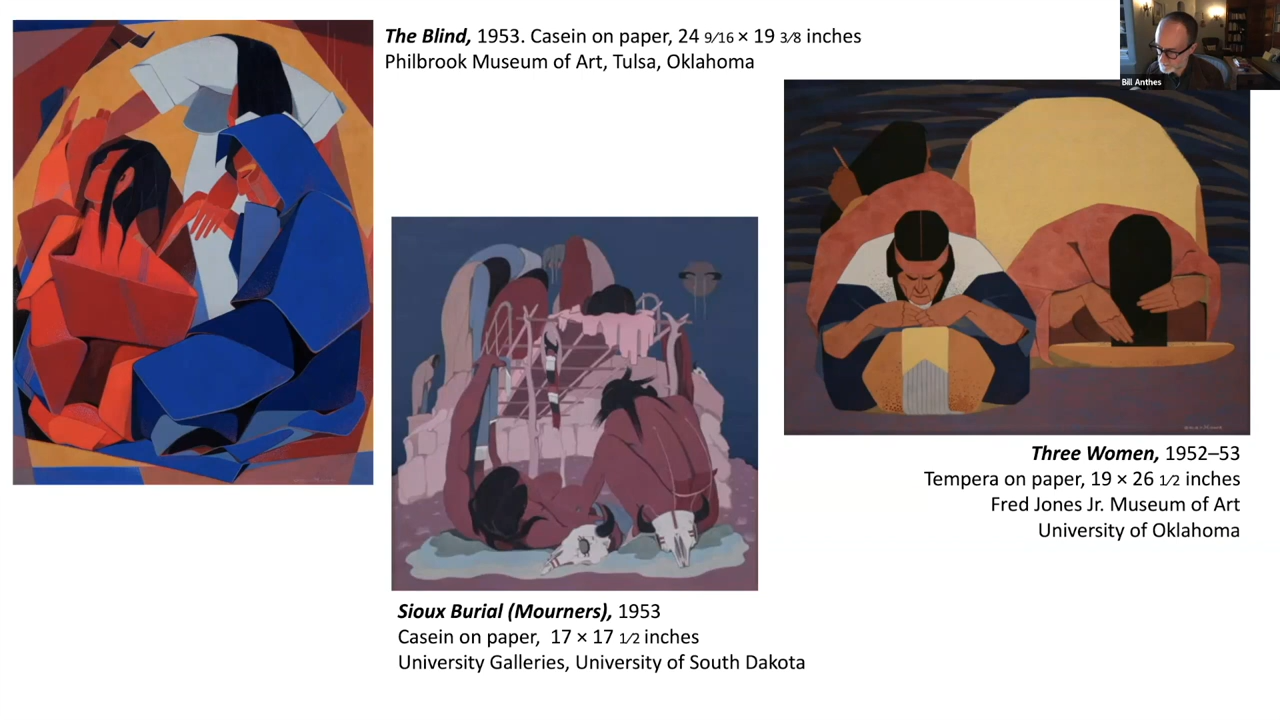 The Blind, 1953. Casein on paper, 24 9⁄16 × 19 3⁄8 inches
Philbrook Museum of Art, Tulsa, Oklahoma
Bill Anthes
Three Women, 1952–53
Tempera on paper, 19 × 26 1⁄2 inches
Fred Jones Jr. Museum of Art
University of Oklahoma
Sioux Burial (Mourners), 1953
Casein on paper, 17 × 17 1⁄2 inches
University Galleries, University of South Dakota